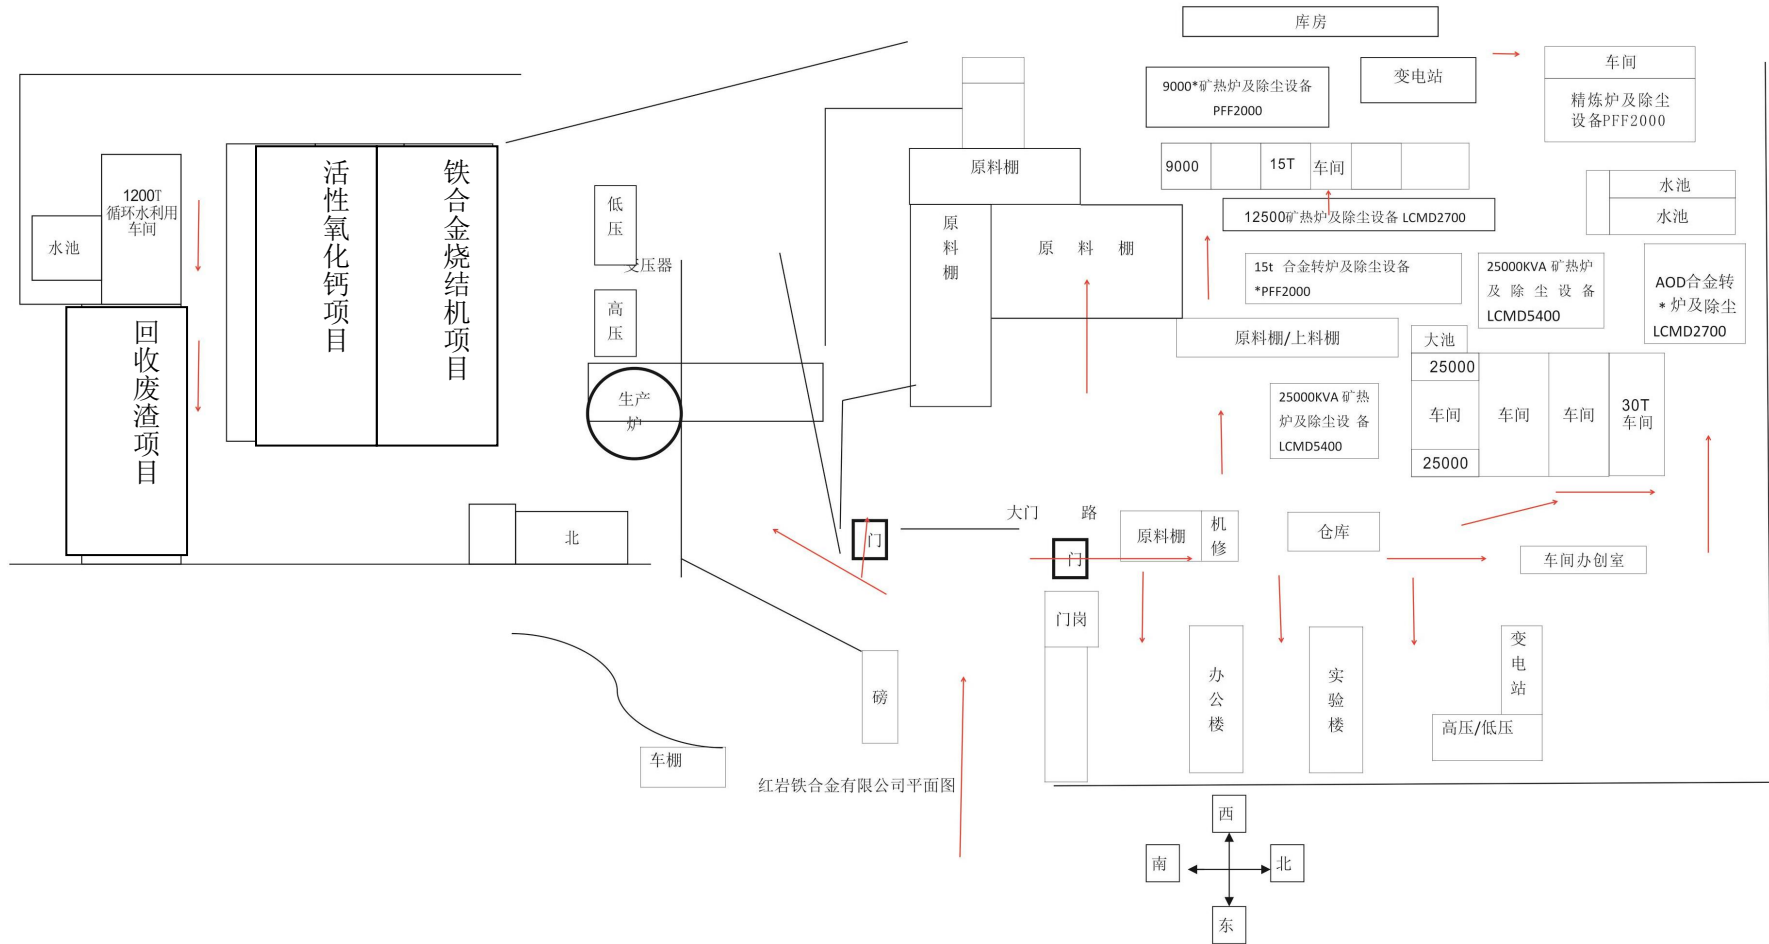 库房
车间
精炼炉及除尘
设备PFF2000
变电站
9000*矿热炉及除尘设备
PFF2000
9000
15T
车间
12500矿热炉及除尘设备 LCMD2700
水池
水池
15t 合金转炉及除尘设备
*PFF2000
25000KVA 矿热炉
及除尘设备
LCMD5400
AOD合金转
*炉及除尘
LCMD2700
原料棚/上料棚
大池
25000
车间
车间
车间
30T
车间
25000
25000KVA 矿热
炉及除尘设 备
LCMD5400
原料棚
原
料
棚
原 料 棚
1200T
循环水利用
车间
水池
回收废渣项目
活性氧化钙项目
铁合金烧结机项目
低
压
变压器
高
压
生产
炉
北
门
大门 路
门
原料棚
机
修
仓库
车间办创室
门岗
办
公
楼
实
验
楼
变
电
站
高压/低压
磅
车棚
红岩铁合金有限公司平面图
西
南
北
东